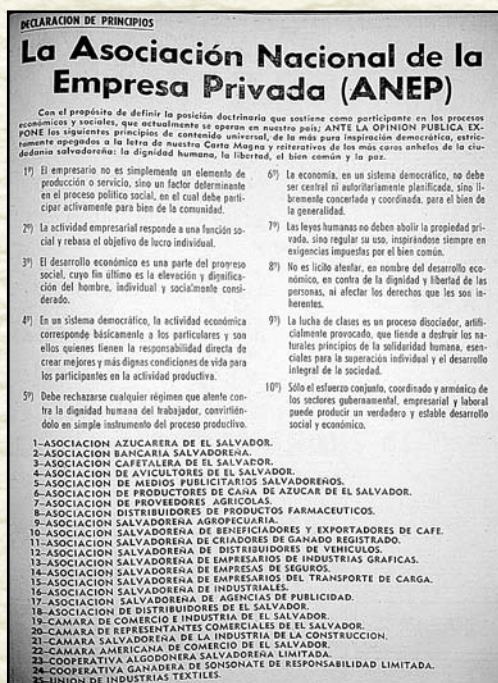 DECLARACION DE PRINCIPIOS
La Asociación Nacional de la
Empresa Privada (ANEP)
Con el propósito de definir la posición doctrinaria que sostiene como participante en los procesos
económicos y sociales, que actualmente se operan en nuestro país; ANTE LA OPINION PUBLICA EX-
PONE los siguientes principios de contenido universal, de la más pura inspiración democrática, estric-
tamente apegados a la letra de nuestra Carta Magna y reiterativos de los más caros anhelos de la ciu-
dadanía salvadoreña: la dignidad humana, la libertad, el bien común y la paz.
1º) El empresario no es simplemente un elemento de
producción o servicio, sino un factor determinante
en el proceso político social, en el cual debe parti-
cipar activamente para bien de la comunidad.
2º) La actividad empresarial responde a una función so-
cial y rebasa el objetivo de lucro individual.
3º) El desarrollo económico es una parte del progreso
social, cuyo fin último es la elevación y dignifica-
ción del hombre, individual y socialmente consi-
derado.
4º) En un sistema democrático, la actividad económica
corresponde básicamente a los particulares y son
ellos quienes tienen la responsabilidad directa de
crear mejores y más dignas condiciones de vida para
los participantes en la actividad productiva.
5º) Debe rechazarse cualquier régimen que atente con-
tra la dignidad humana del trabajador, convirtién-
dolo en simple instrumento del proceso productivo.
6º) La economía, en un sistema democrático, no debe
ser central ni autoritariamente planificada, sino li-
bremente concertada y coordinada, para el bien de
la generalidad.
7º) Las leyes humanas no deben abolir la propiedad pri-
vada, sino regular su uso, inspirándose siempre en
exigencias impuestas por el bien común.
8º) No es lícito atentar, en nombre del desarrollo eco-
nómico, en contra de la dignidad y libertad de las
personas, ni afectar los derechos que les son in-
herentes.
9º) La lucha de clases es un proceso disociador, artifi-
cialmente provocado, que tiende a destruir los na-
turales principios de la solidaridad humana, esen-
ciales para la superación individual y el desarrollo
integral de la sociedad.
10º) Sólo el esfuerzo conjunto, coordinado y armónico de
los sectores gubernamental, empresarial y laboral
puede producir un verdadero y estable desarrollo
social y económico.
1–ASOCIACION AZUCARERA DE EL SALVADOR.
2–ASOCIACION BANCARIA SALVADOREÑA.
3–ASOCIACION CAFETALERA DE EL SALVADOR.
4–ASOCIACION DE AVICULTORES DE EL SALVADOR.
5–ASOCIACION DE MEDIOS PUBLICITARIOS SALVADOREÑOS.
6–ASOCIACION DE PRODUCTORES DE CAÑA DE AZUCAR DE EL SALVADOR.
7–ASOCIACION DE PROVEEDORES AGRICOLAS.
8–ASOCIACION DISTRIBUIDORES DE PRODUCTOS FARMACEUTICOS.
9–ASOCIACION SALVADOREÑA AGROPECUARIA.
10–ASOCIACION SALVADOREÑA DE BENEFICIADORES Y EXPORTADORES DE CAFE.
11–ASOCIACION SALVADOREÑA DE CRIADORES DE GANADO REGISTRADO.
12–ASOCIACION SALVADOREÑA DE DISTRIBUIDORES DE VEHICULOS.
13–ASOCIACION SALVADOREÑA DE EMPRESARIOS DE INDUSTRIAS GRAFICAS.
14–ASOCIACION SALVADOREÑA DE EMPRESAS DE SEGUROS.
15–ASOCIACION SALVADOREÑA DE EMPRESARIOS DEL TRANSPORTE DE CARGA.
16–ASOCIACION SALVADOREÑA DE INDUSTRIALES.
17–ASOCIACION SALVADOREÑA DE AGENCIAS DE PUBLICIDAD.
18–ASOCIACION DE DISTRIBUIDORES DE EL SALVADOR.
19–CAMARA DE COMERCIO E INDUSTRIA DE EL SALVADOR.
20–CAMARA DE REPRESENTANTES COMERCIALES DE EL SALVADOR.
21–CAMARA SALVADOREÑA DE LA INDUSTRIA DE LA CONSTRUCCION.
22–CAMARA AMERICANA DE COMERCIO DE EL SALVADOR.
23–COOPERATIVA ALGODONERA SALVADOREÑA LIMITADA.
24–COOPERATIVA GANADERA DE SONSONATE DE RESPONSABILIDAD LIMITADA.
25–UNION DE INDUSTRIAS TEXTILES.